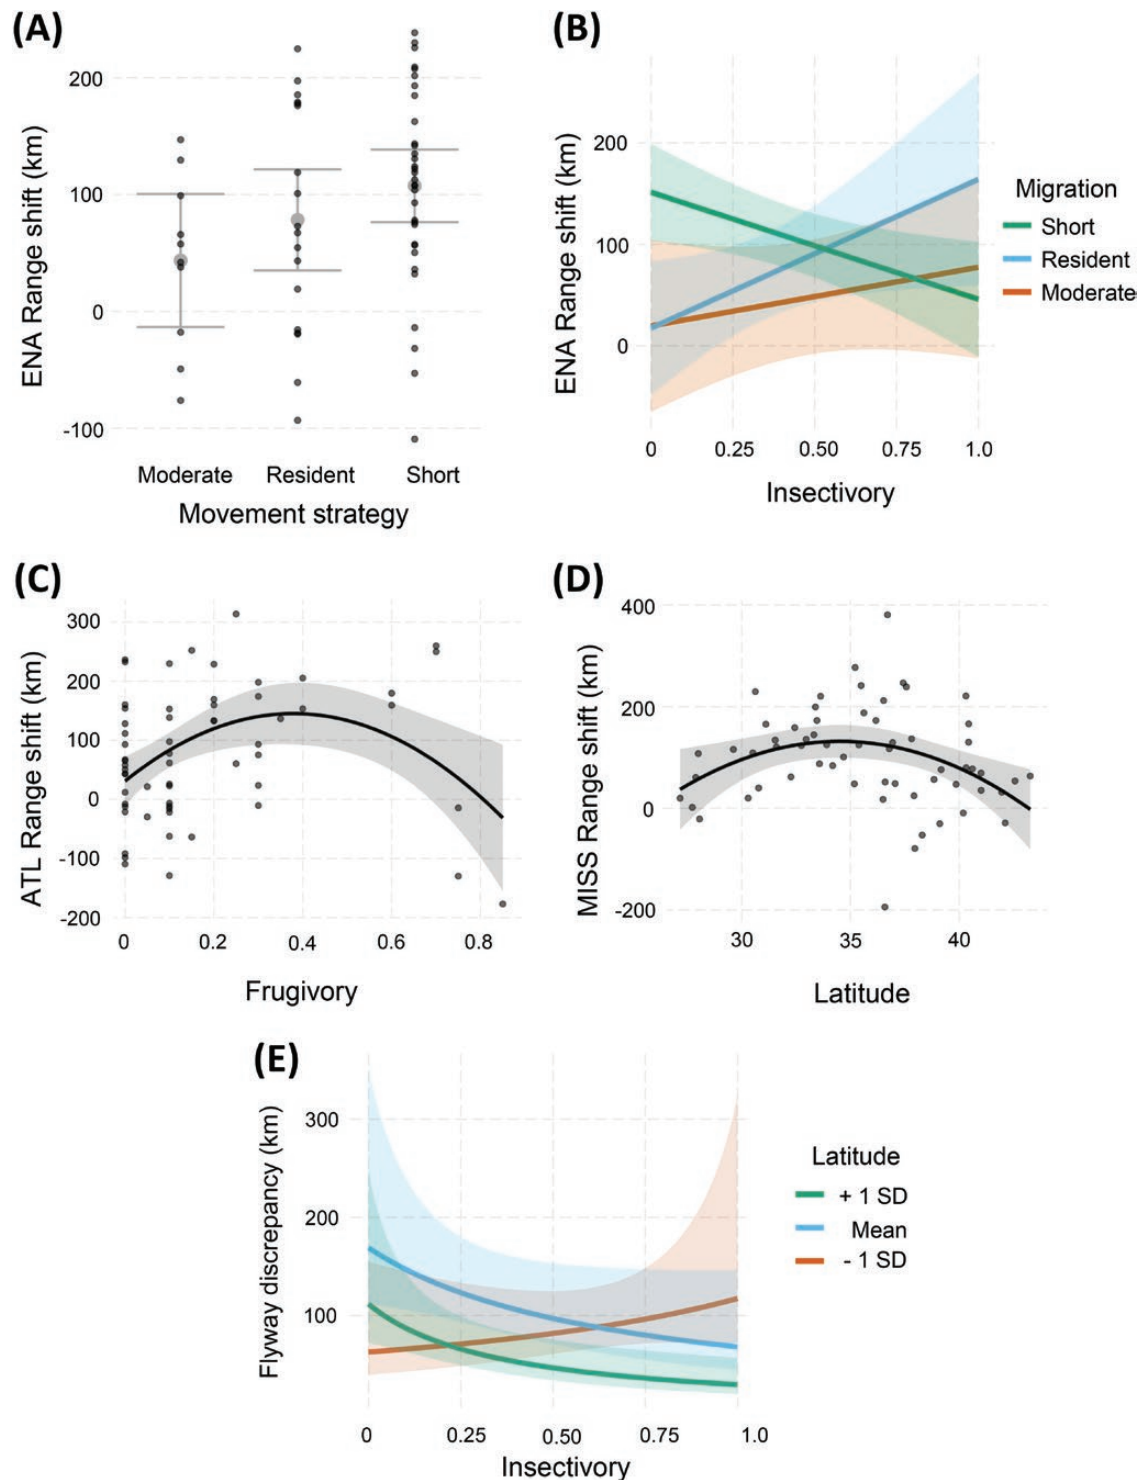 (A)
ENA Range shift (km)
200
100
0
-100
Moderate Resident Short
Movement strategy
(B)
ENA Range shift (km)
200
100
0
0 0.25 0.50 0.75 1.0
Insectivory
Migration
Short
Resident
Moderate
(C)
ATL Range shift (km)
300
200
100
0
-100
-200
0 0.2 0.4 0.6 0.8
Frugivory
(D)
MISS Range shift (km)
400
200
0
-200
30 35 40
Latitude
(E)
Flyway discrepancy (km)
300
200
100
0 0.25 0.50 0.75 1.0
Insectivory
Latitude
+ 1 SD
Mean
- 1 SD